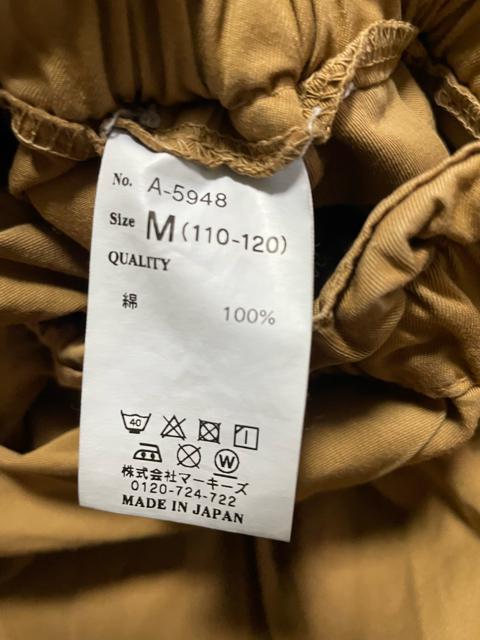 No. A-5948
Size M(110-120)
QUALITY
綿 100%
40
W
株式会社マーキーズ
0120-724-722
MADE IN JAPAN